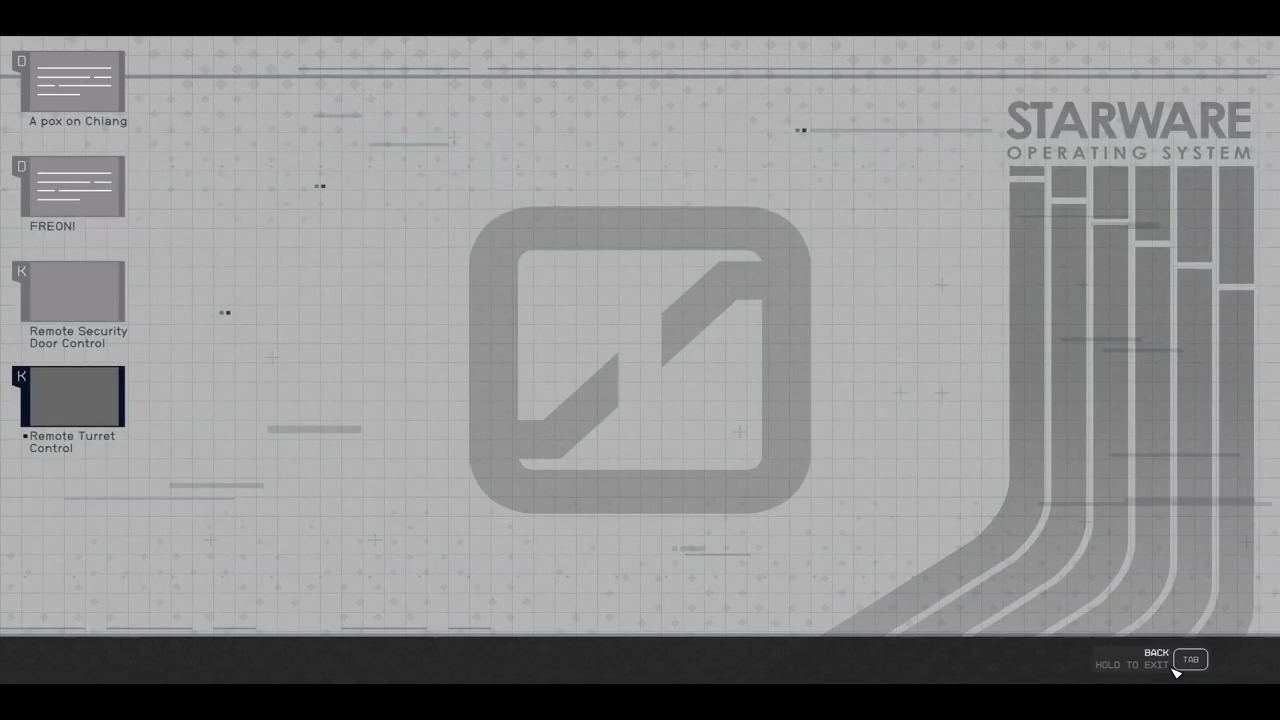 D
A pox on Chiang
D
FREON!
K
Remote Security
Door Control
K
Remote Turret
Control
STARWARE
OPERATING SYSTEM
BACK
HOLD TO EXIT
TAB